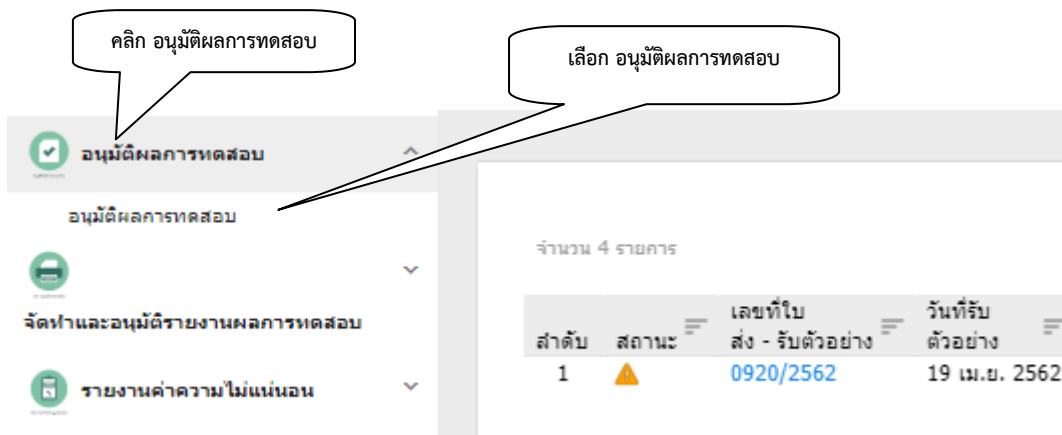 คลิก อนุมัติผลการทดสอบ
เลือก อนุมัติผลการทดสอบ
อนุมัติผลการทดสอบ
อนุมัติผลการทดสอบ
จัดทำและอนุมัติรายงานผลการทดสอบ
รายงานค่าความไม่แน่นอน
จำนวน 4 รายการ
ลำดับ สถานะ เลขที่ใบ วันที่รับ
ส่ง - รับตัวอย่าง ตัวอย่าง
1 0920/2562 19 เม.ย. 2562